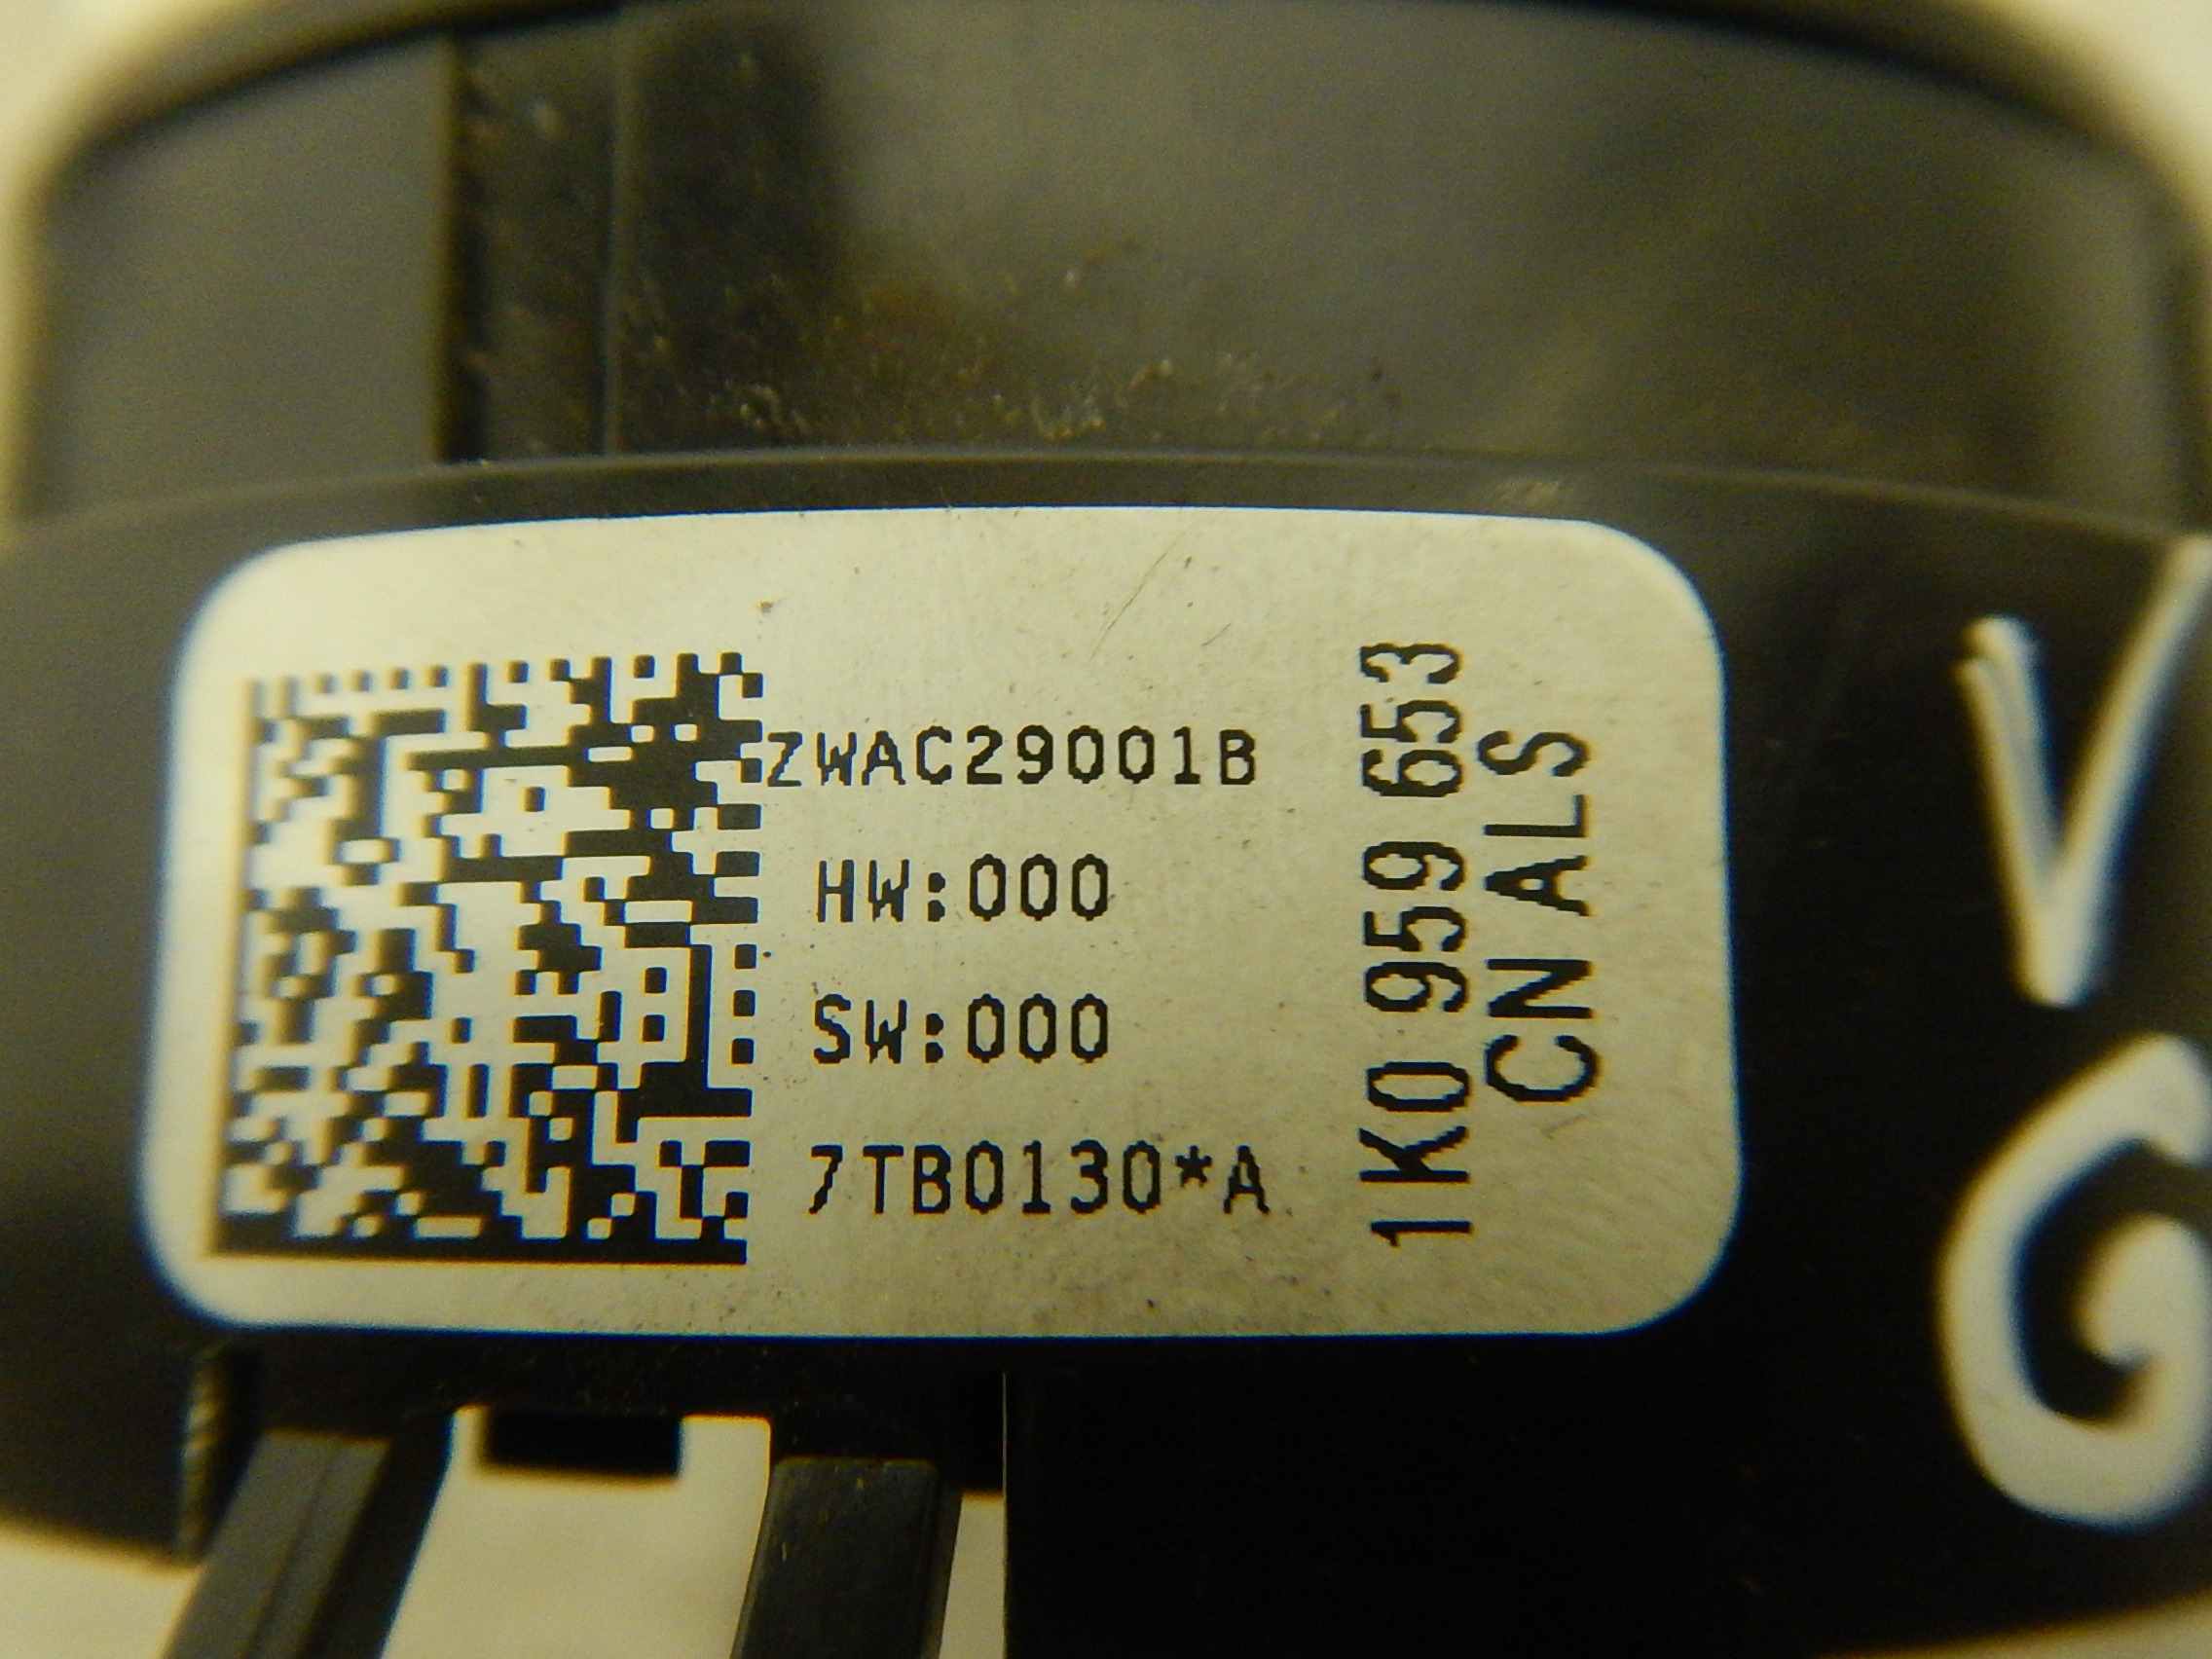 ZWAC29001B
HW:000
SW:000
7TB0130*A
1K0 959 653
CN ALS
V
G